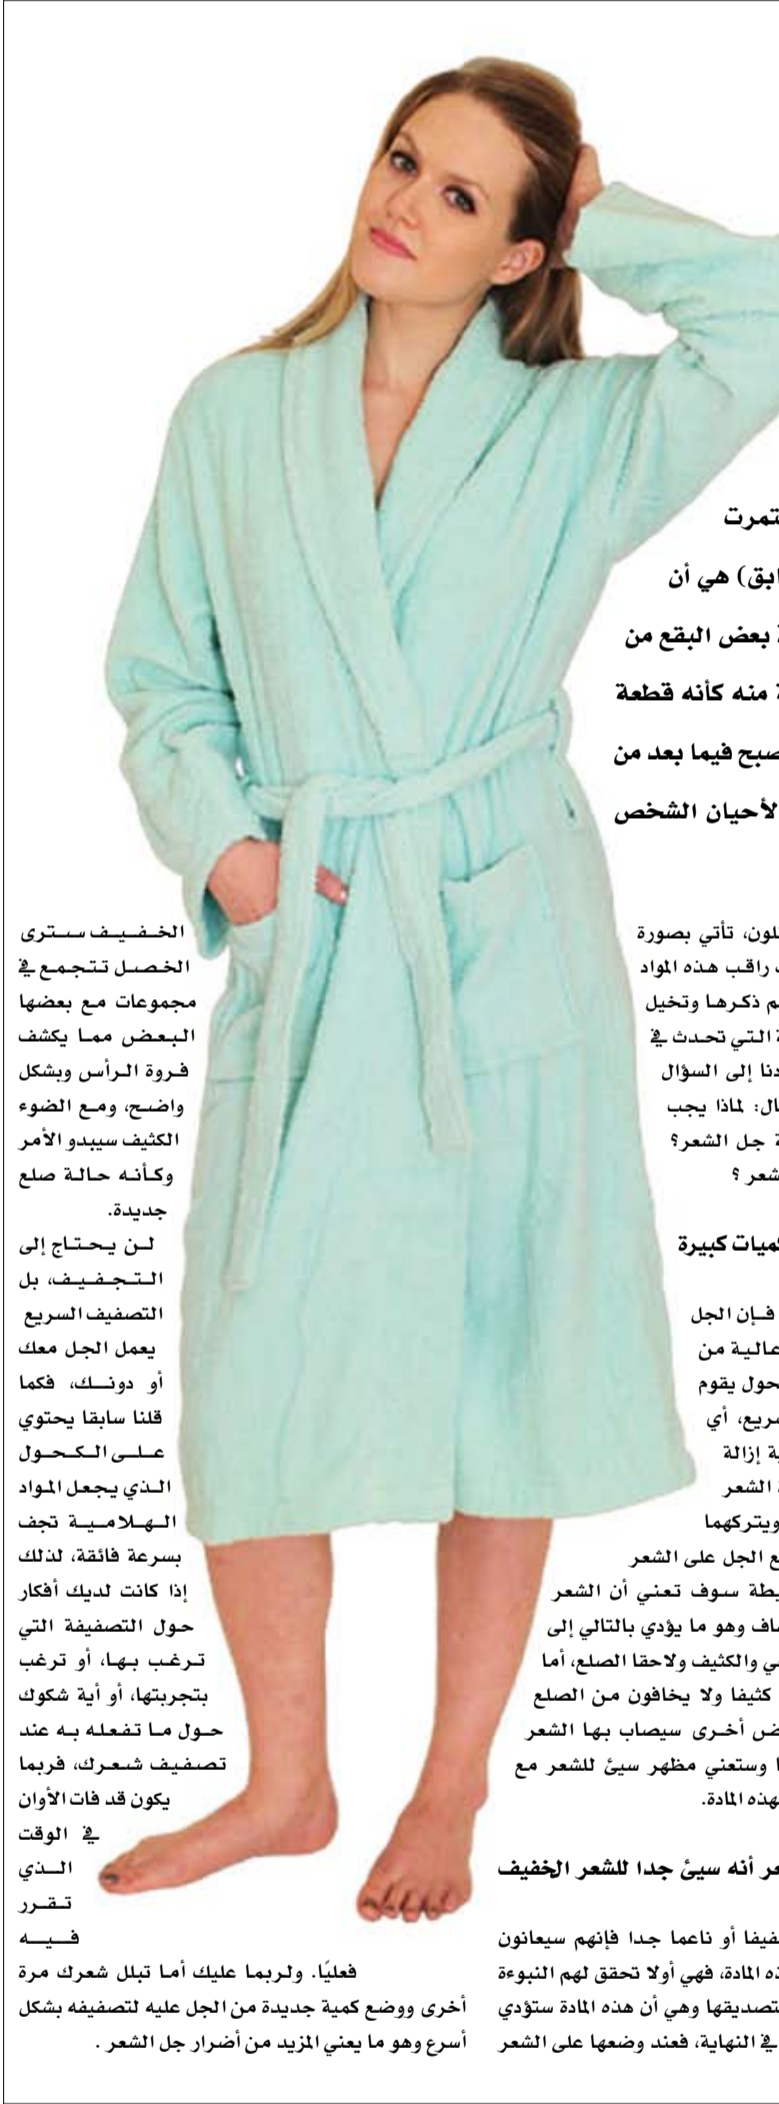 تمرت
ابق) هي أن
بعض البقع من
منه كأنه قطعة
صبح فيما بعد من
لأحيان الشخص
لون، تأتي بصورة
راقب هذه المواد
م ذكرها وتخيل
التي تحدث في
دنا إلى السؤال
ال: لماذا يجب
جل الشعر؟
شعر ؟
كميات كبيرة
فإن الجل
عالية من
حول يقوم
ريع، أي
ة إزالة
الشعر
ويتركهما
ع الجل على الشعر
يطة سوف تعني أن الشعر
اف وهو ما يؤدي بالتالي إلى
ي والكثيف ولاحقا الصلع، أما
كثيفا ولا يخافون من الصلع
ض أخرى سيصاب بها الشعر
ا وستعني مظهر سيئ للشعر مع
هذه المادة.
عر أنه سيئ جدا للشعر الخفيف
فيفا أو ناعما جدا فإنهم سيعانون
ذه المادة، فهي أولا تحقق لهم النبوءة
تصديقها وهي أن هذه المادة ستؤدي
في النهاية، فعند وضعها على الشعر
الخفيف سترى
الخصل تتجمع في
مجموعات مع بعضها
البعض مما يكشف
فروة الرأس وبشكل
واضح، ومع الضوء
الكثيف سيبدو الأمر
وكأنه حالة صلع
جديدة.
لن يحتاج إلى
التجفيف، بل
التصفيف السريع
يعمل الجل معك
أو دونك، فكما
قلنا سابقا يحتوي
على الكحول
الذي يجعل المواد
الهلامية تجف
بسرعة فائقة، لذلك
إذا كانت لديك أفكار
حول التصفيفة التي
ترغب بها، أو ترغب
بتجربتها، أو أية شكوك
حول ما تفعله به عند
تصفيف شعرك، فربما
يكون قد فات الأوان
في الوقت
الذي
تقرر
فيه
فعليًا. ولربما عليك أما تبلل شعرك مرة
أخرى ووضع كمية جديدة من الجل عليه لتصفيفه بشكل
أسرع وهو ما يعني المزيد من أضرار جل الشعر .